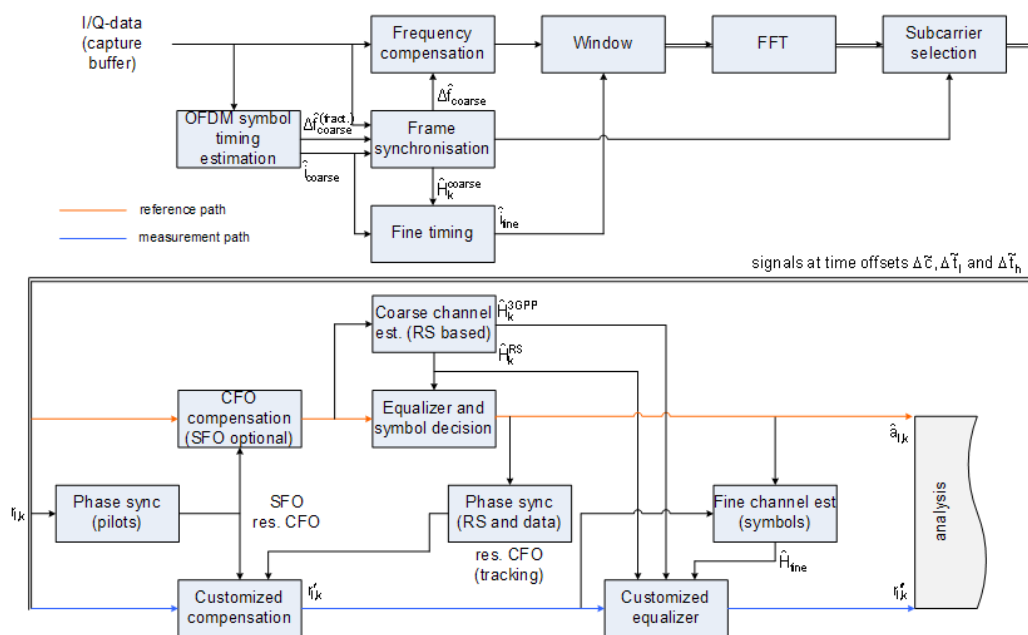 I/Q-data
(capture
buffer)
Frequency
compensation
Window
FFT
Subcarrier
selection
Δf̂coarse
OFDM symbol
timing
estimation
Δf̂(fract.)coarse
îcoarse
Frame
synchronisation
Ĥkcoarse
Fine timing
îfine
reference path
measurement path
signals at time offsets Δc̃, Δt̃l and Δt̃h
Coarse channel
est. (RS based)
Ĥk3GPP
ĤkRS
CFO
compensation
(SFO optional)
Equalizer and
symbol decision
âl,k
rl,k
Phase sync
(pilots)
SFO
res. CFO
Phase sync
(RS and data)
res. CFO
(tracking)
Fine channel est
(symbols)
Ĥfine
analysis
Customized
compensation
r'l,k
Customized
equalizer
r''l,k